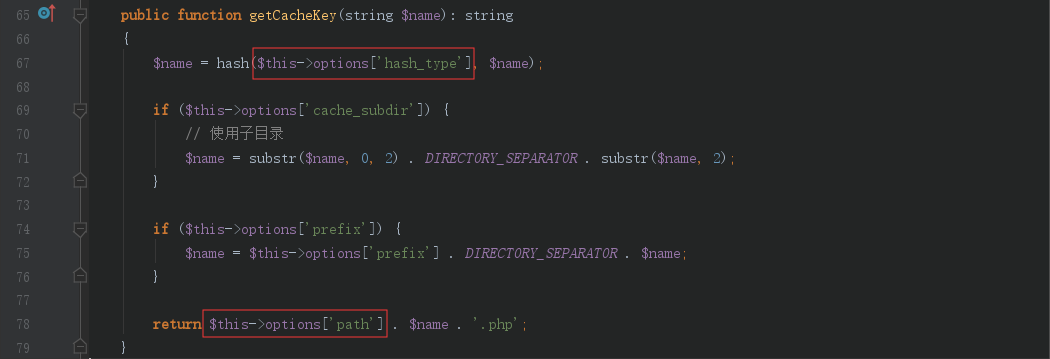 65 public function getCacheKey(string $name): string
66 {
67 $name = hash($this->options['hash_type'], $name);
68
69 if ($this->options['cache_subdir']) {
70 // 使用子目录
71 $name = substr($name, 0, 2) . DIRECTORY_SEPARATOR . substr($name, 2);
72 }
73
74 if ($this->options['prefix']) {
75 $name = $this->options['prefix'] . DIRECTORY_SEPARATOR . $name;
76 }
77
78 return $this->options['path'] . $name . '.php';
79 }